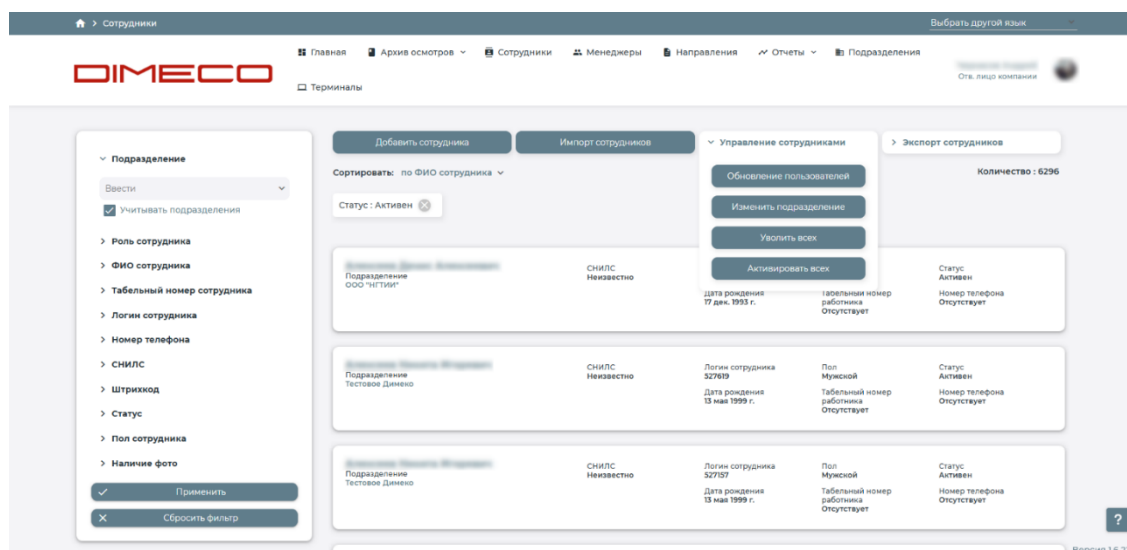 > Сотрудники
Выбрать другой язык
Главная Архив осмотров Сотрудники Менеджеры Направления Отчеты Подразделения
Терминалы
DIMECO
Отв. лицо компании
Подразделение
Ввести
Учитывать подразделения
> Роль сотрудника
> ФИО сотрудника
> Табельный номер сотрудника
> Логин сотрудника
> Номер телефона
> СНИЛС
> Штрихкод
> Статус
> Пол сотрудника
> Наличие фото
Применить
Сбросить фильтр
Добавить сотрудника
Импорт сотрудников
Управление сотрудниками
> Экспорт сотрудников
Сортировать: по ФИО сотрудника
Количество : 6296
Статус : Активен
Обновление пользователей
Изменить подразделение
Уволить всех
Активировать всех
Подразделение
ООО "НГТИИ"
СНИЛС
Неизвестно
Дата рождения
17 дек. 1993 г.
Табельный номер
работника
Отсутствует
Статус
Активен
Номер телефона
Отсутствует
Подразделение
Тестовое Димеко
СНИЛС
Неизвестно
Логин сотрудника
527619
Дата рождения
13 мая 1999 г.
Пол
Мужской
Табельный номер
работника
Отсутствует
Статус
Активен
Номер телефона
Отсутствует
Подразделение
Тестовое Димеко
СНИЛС
Неизвестно
Логин сотрудника
527157
Дата рождения
13 мая 1999 г.
Пол
Мужской
Табельный номер
работника
Отсутствует
Статус
Активен
Номер телефона
Отсутствует
?